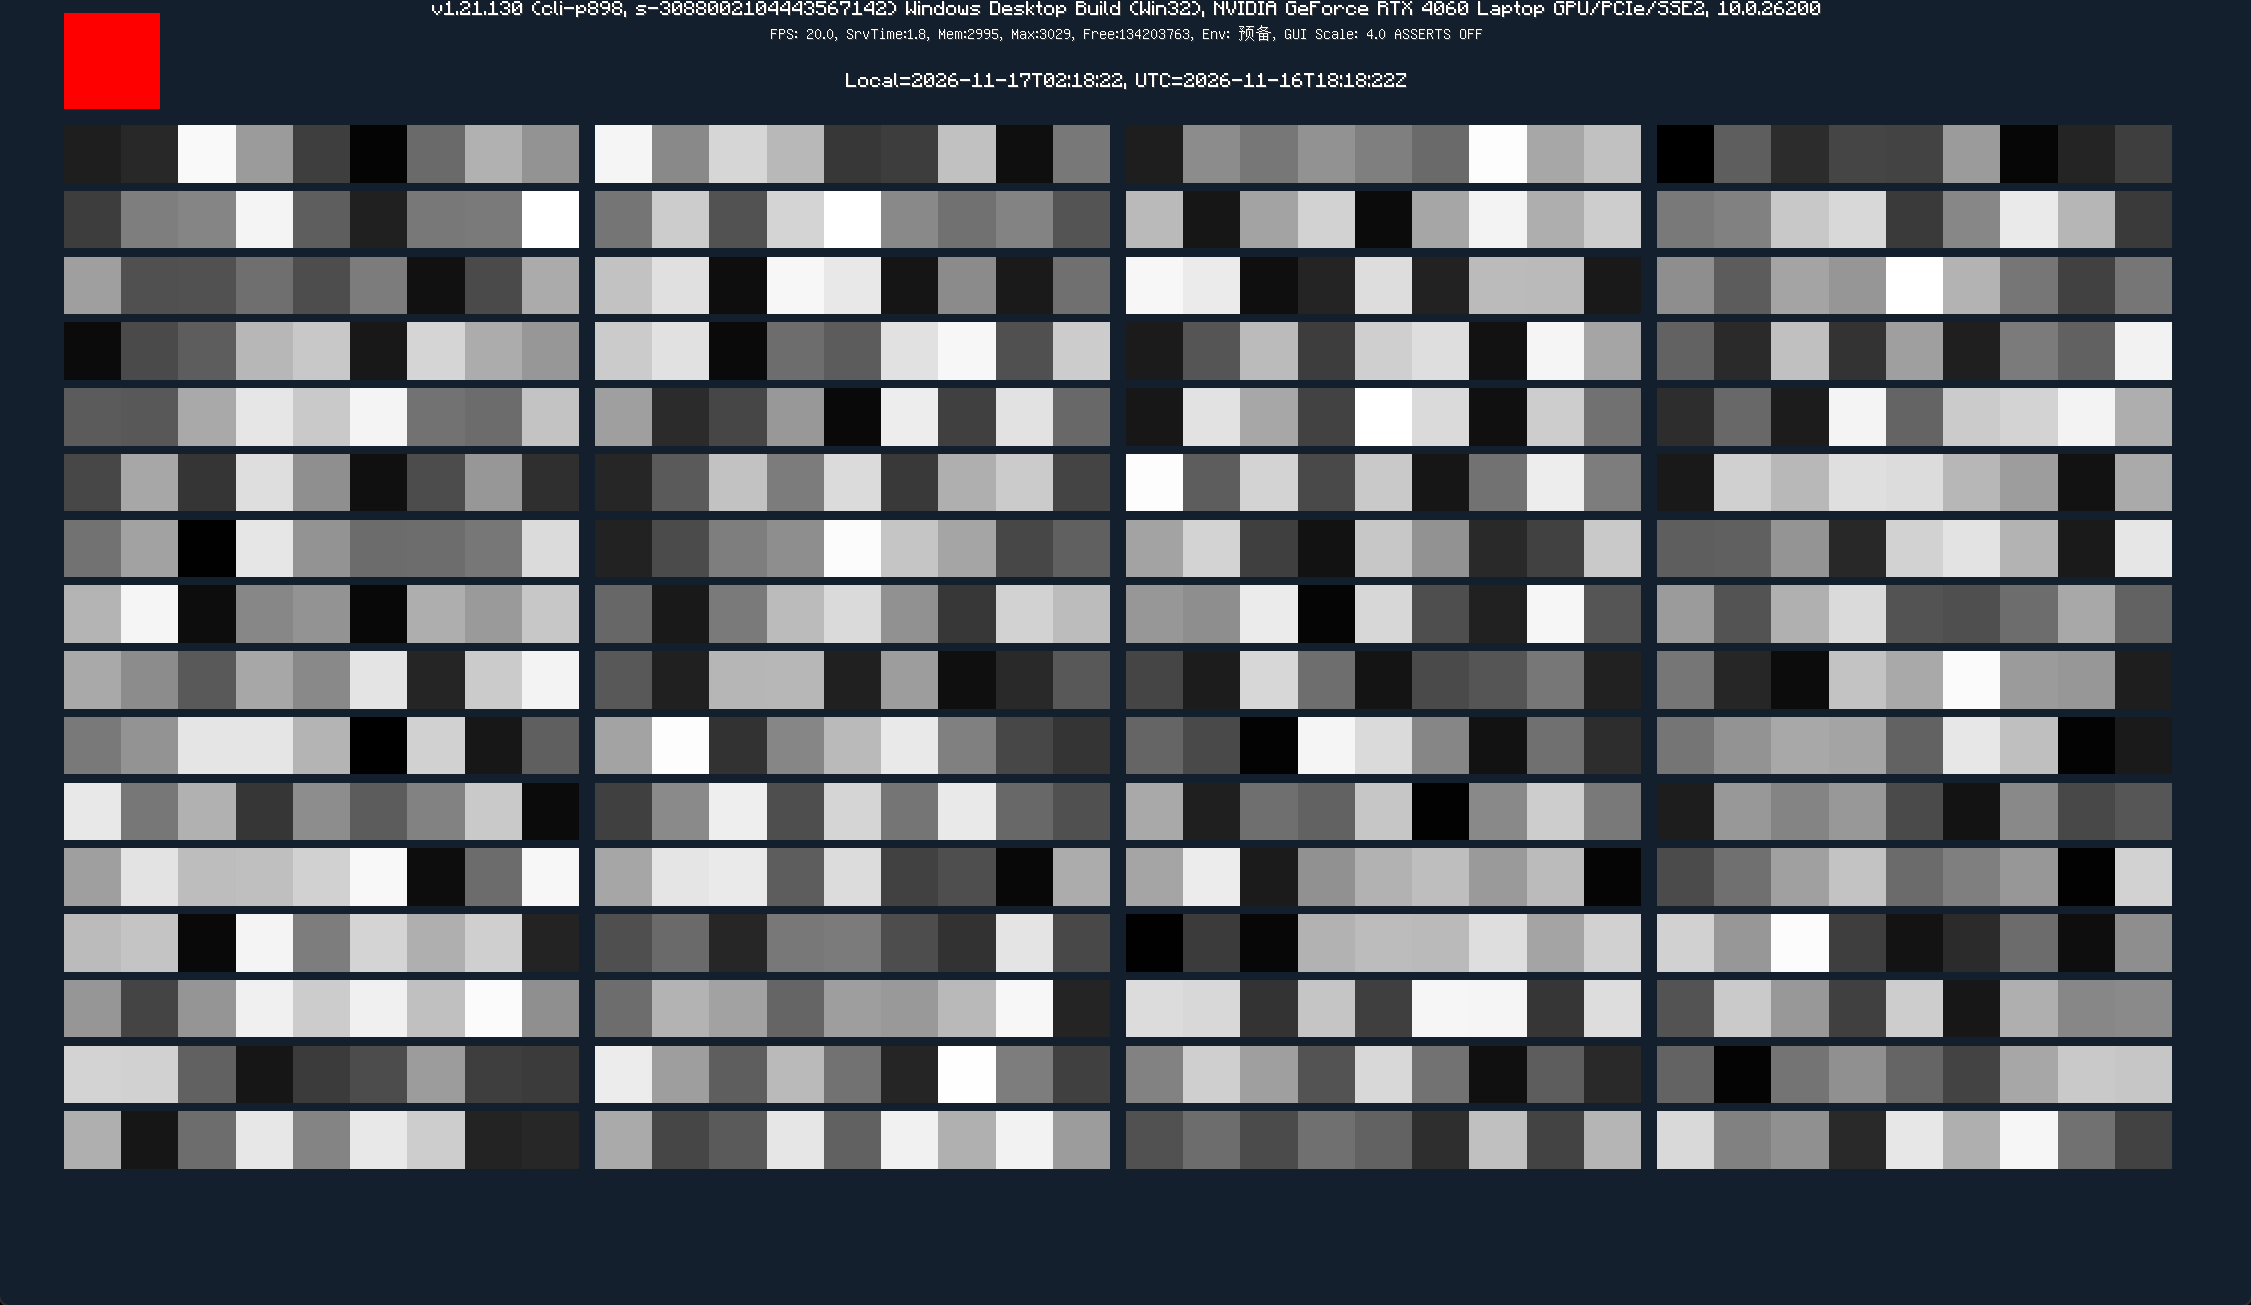 v1.21.130 (cli-p898, s-30880021044443567142) Windows Desktop Build (Win32), NVIDIA GeForce RTX 4060 Laptop GPU/PCIe/SSE2, 10.0.26200
FPS: 20.0, SrvTime:1.8, Mem:2995, Max:3029, Free:134203763, Env: 预备, GUI Scale: 4.0 ASSERTS OFF
Local=2026-11-17T02:18:22, UTC=2026-11-16T18:18:22Z